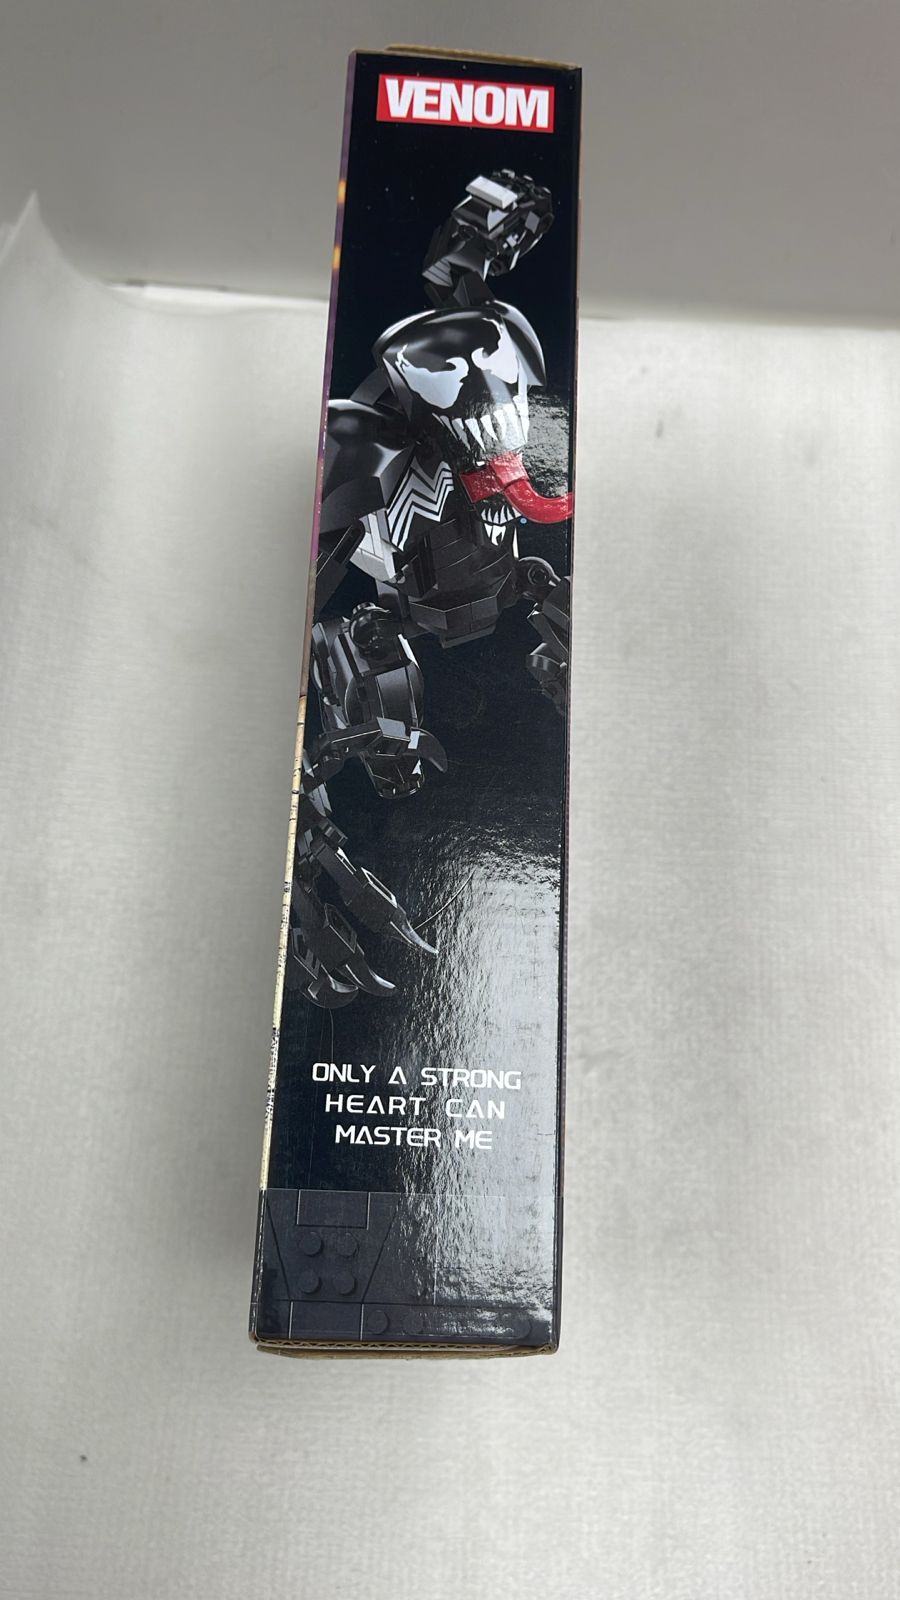 VENOM
ONLY A STRONG
HEART CAN
MASTER ME